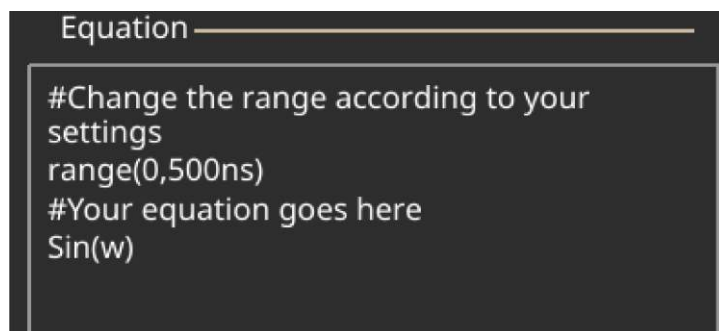 Equation
#Change the range according to your
settings
range(0,500ns)
#Your equation goes here
Sin(w)